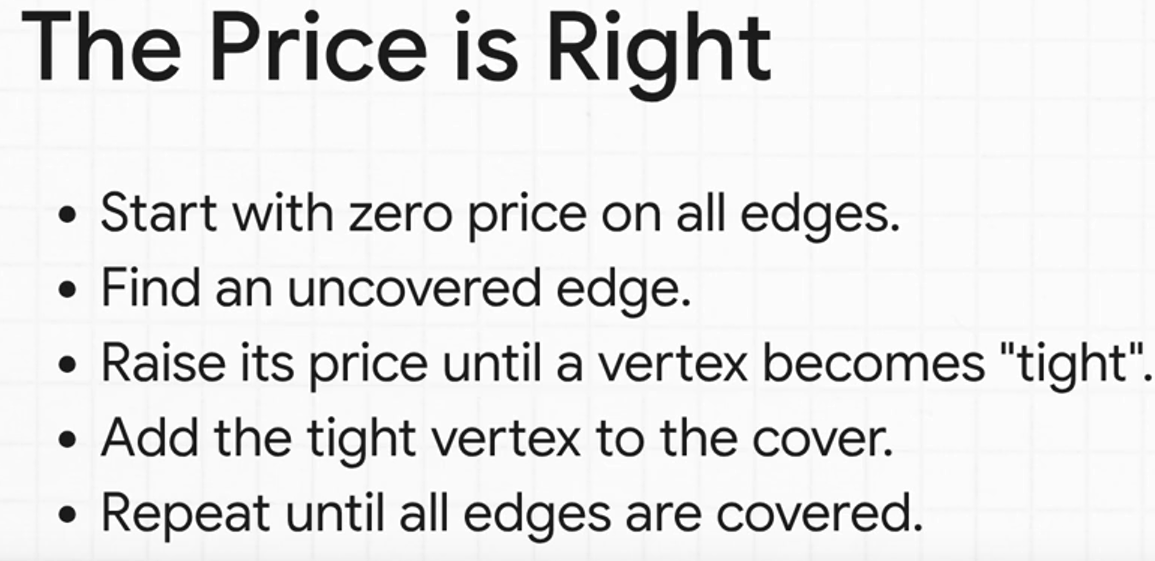 The Price is Right
• Start with zero price on all edges.
• Find an uncovered edge.
• Raise its price until a vertex becomes "tight".
• Add the tight vertex to the cover.
• Repeat until all edges are covered.